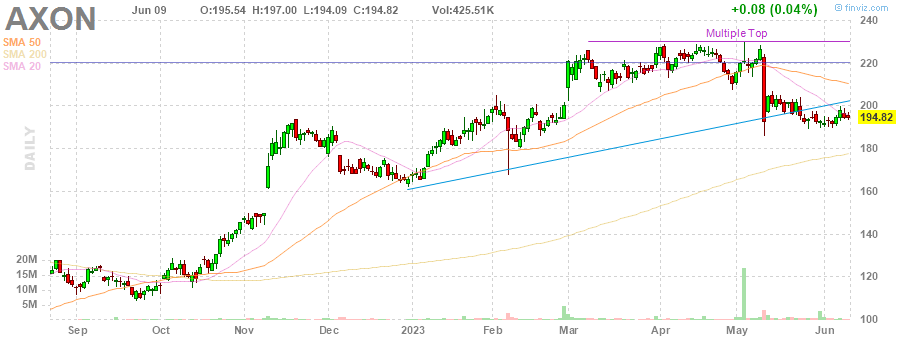 AXON
Jun 09 O:195.54 H:197.00 L:194.09 C:194.82 Vol:425.51K
+0.08 (0.04%)
© finviz.com
SMA 50
SMA 200
SMA 20
DAILY
Multiple Top
240
220
200
194.82
180
160
140
120
100
20M
15M
10M
5M
Sep Oct Nov Dec 2023 Feb Mar Apr May Jun